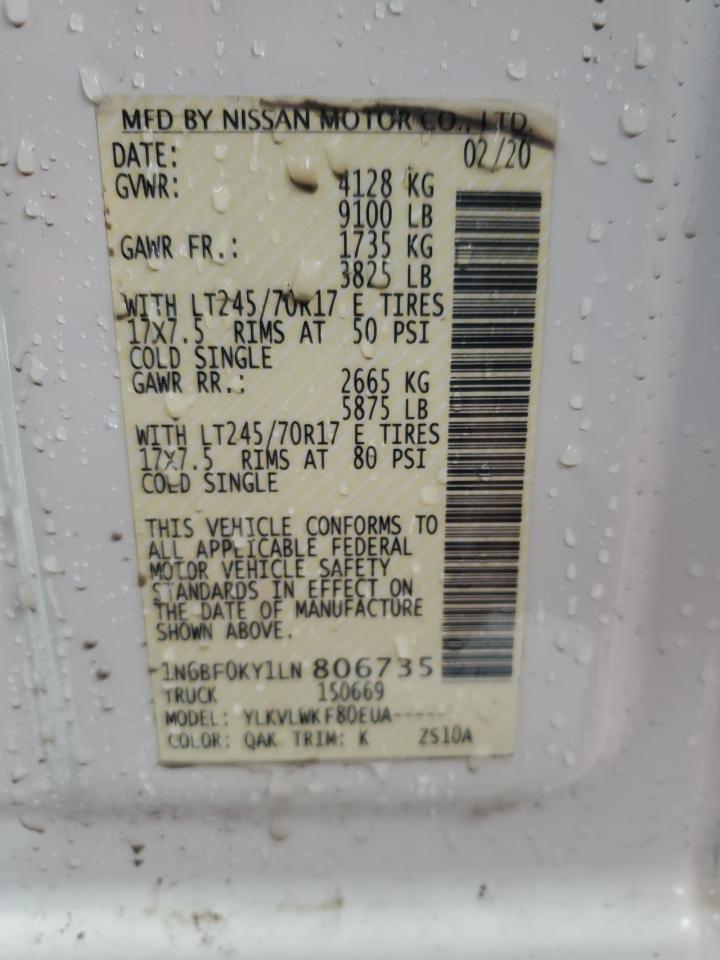 MFD BY NISSAN MOTOR CO., LTD.
DATE: 02/20
GVWR: 4128 KG
9100 LB
GAWR FR.: 1735 KG
3825 LB
WITH LT245/70R17 E TIRES
17X7.5 RIMS AT 50 PSI
COLD SINGLE
GAWR RR.: 2665 KG
5875 LB
WITH LT245/70R17 E TIRES
17X7.5 RIMS AT 80 PSI
COLD SINGLE
THIS VEHICLE CONFORMS TO
ALL APPLICABLE FEDERAL
MOTOR VEHICLE SAFETY
STANDARDS IN EFFECT ON
THE DATE OF MANUFACTURE
SHOWN ABOVE.
1N6BF0KY1LN 806735
TRUCK 150669
MODEL: YLKVLWKF80EUA-----
COLOR: QAK TRIM: K ZS10A